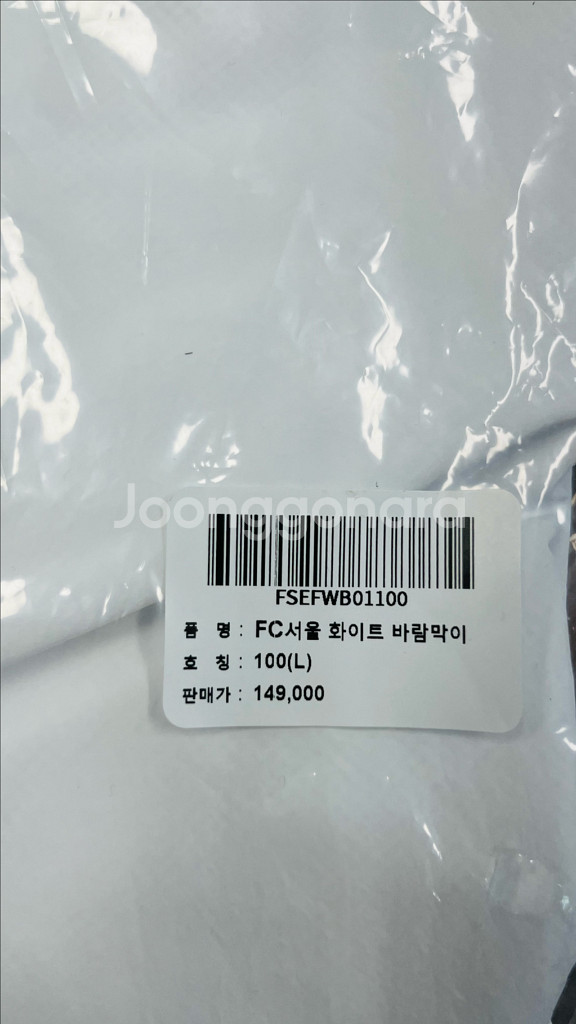 Joonggonara
FSEFWB01100
품 명 : FC서울 화이트 바람막이
호 칭 : 100(L)
판매가 : 149,000